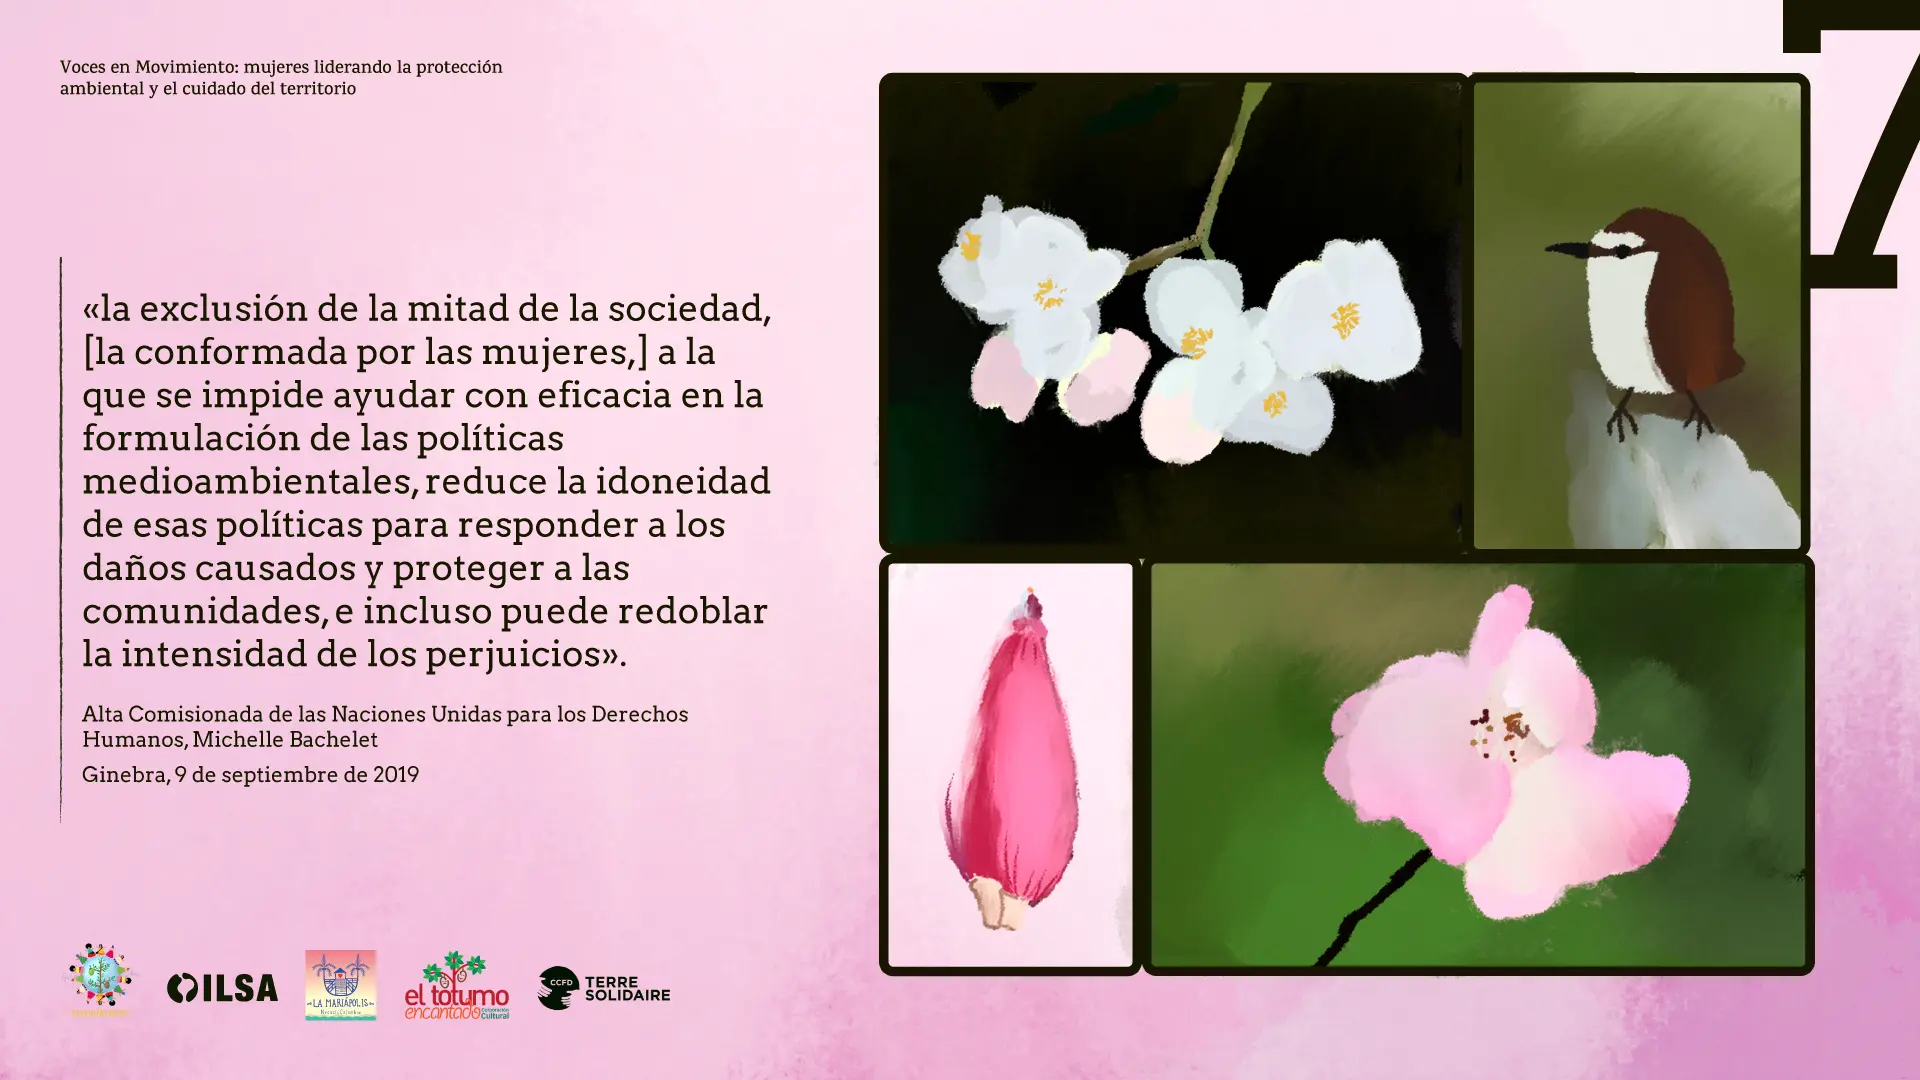 Voces en Movimiento: mujeres liderando la protección
ambiental y el cuidado del territorio
7
«la exclusión de la mitad de la sociedad,
[la conformada por las mujeres,] a la
que se impide ayudar con eficacia en la
formulación de las políticas
medioambientales, reduce la idoneidad
de esas políticas para responder a los
daños causados y proteger a las
comunidades, e incluso puede redoblar
la intensidad de los perjuicios».
Alta Comisionada de las Naciones Unidas para los Derechos
Humanos, Michelle Bachelet
Ginebra, 9 de septiembre de 2019
ILSA
LA MARIÁPOLIS
el totumo
encantado
Corporación
Cultural
CCFD
TERRE
SOLIDAIRE